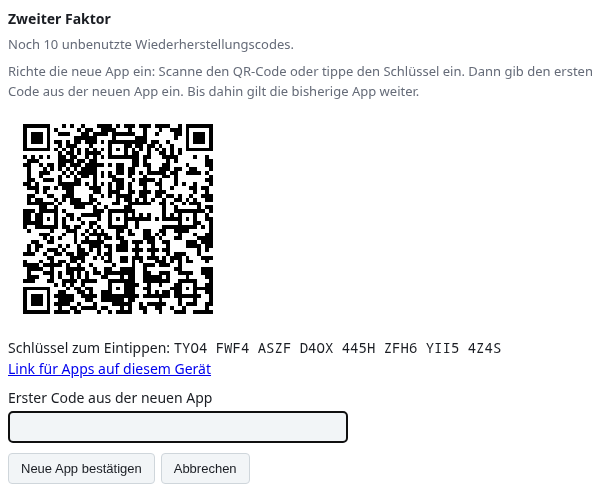 Zweiter Faktor
Noch 10 unbenutzte Wiederherstellungscodes.
Richte die neue App ein: Scanne den QR-Code oder tippe den Schlüssel ein. Dann gib den ersten
Code aus der neuen App ein. Bis dahin gilt die bisherige App weiter.
Schlüssel zum Eintippen: TYO4 FWF4 ASZF D4OX 445H ZFH6 YII5 4Z4S
Link für Apps auf diesem Gerät
Erster Code aus der neuen App
Neue App bestätigen Abbrechen